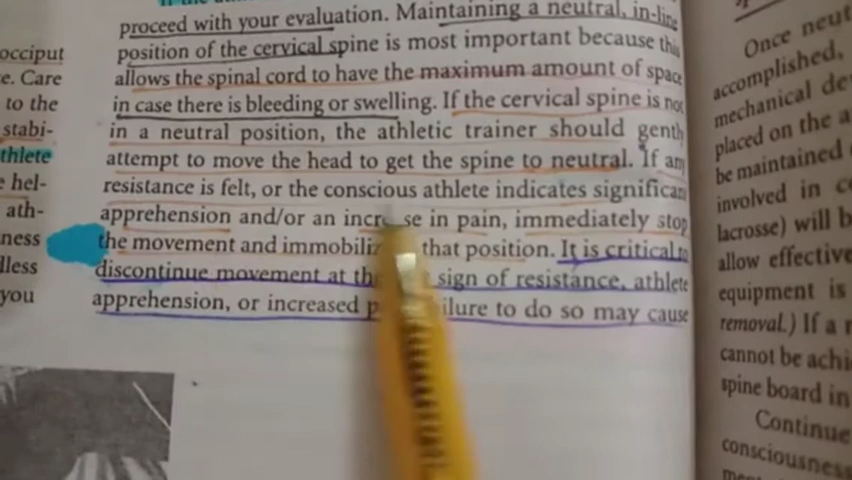 occiput
e. Care
to the
stabi-
thlete
e hel-
ath-
ness
lless
you
proceed with your evaluation. Maintaining a neutral, in-line
position of the cervical spine is most important because this
allows the spinal cord to have the maximum amount of space
in case there is bleeding or swelling. If the cervical spine is not
in a neutral position, the athletic trainer should gently
attempt to move the head to get the spine to neutral. If any
resistance is felt, or the conscious athlete indicates significant
apprehension and/or an increase in pain, immediately stop
the movement and immobiliz that position. It is critical to
discontinue movement at th sign of resistance, athlete
apprehension, or increased p ilure to do so may cause
Once neut
accomplished,
mechanical de
placed on the a
be maintained
involved in c
lacrosse) will b
allow effective
equipment is
removal.) If a r
cannot be achi
spine board in
Continue
consciousness